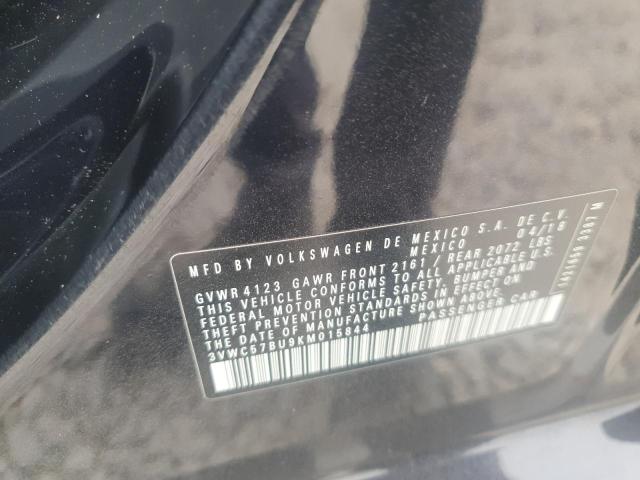 MFD BY VOLKSWAGEN DE MEXICO S.A. DE C.V.
MEXICO 04/18
GVWR 4123 GAWR FRONT 2161 / REAR 2072 LBS
THIS VEHICLE CONFORMS TO ALL APPLICABLE U.S.
FEDERAL MOTOR VEHICLE SAFETY, BUMPER AND
THEFT PREVENTION STANDARDS IN EFFECT ON
THE DATE OF MANUFACTURE SHOWN ABOVE.
3VWC57BU9KM015844 PASSENGER CAR